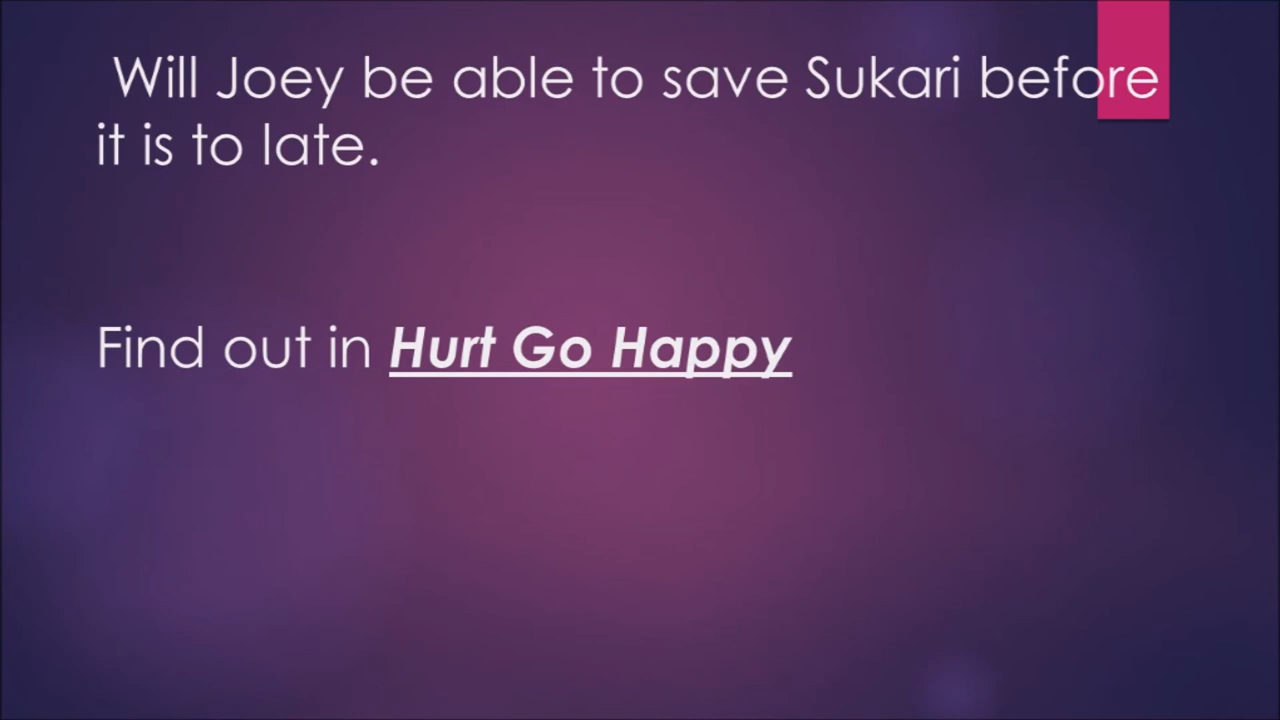 Will Joey be able to save Sukari before
it is to late.
Find out in Hurt Go Happy